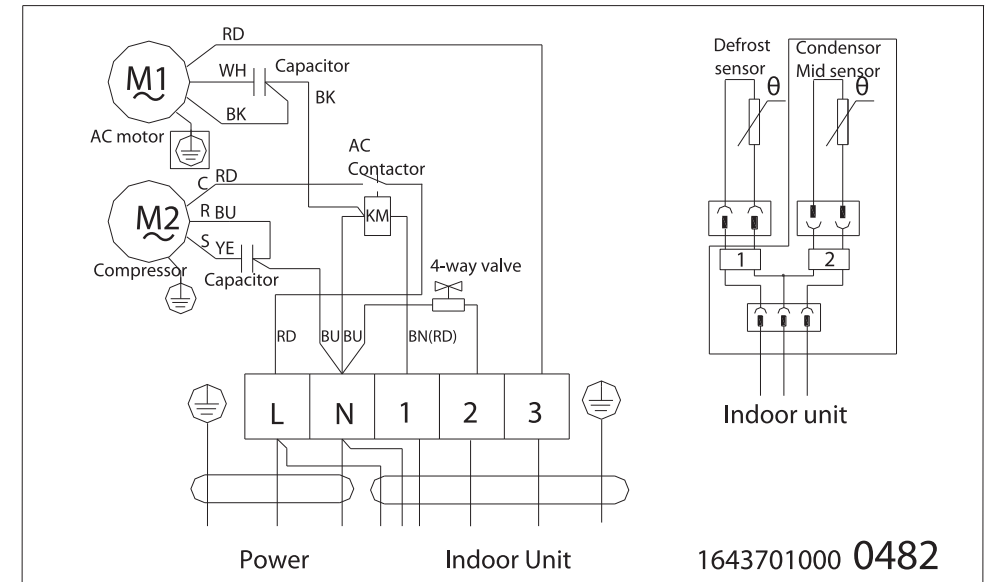 RD
M1
WH
Capacitor
BK
BK
AC motor
AC
Contactor
C RD
M2
R BU
KM
S YE
Compressor
Capacitor
4-way valve
RD
BU
BU
BN(RD)
L
N
1
2
3
Power
Indoor Unit
Defrost
sensor
Condensor
Mid sensor
θ
θ
1
2
Indoor unit
1643701000 0482